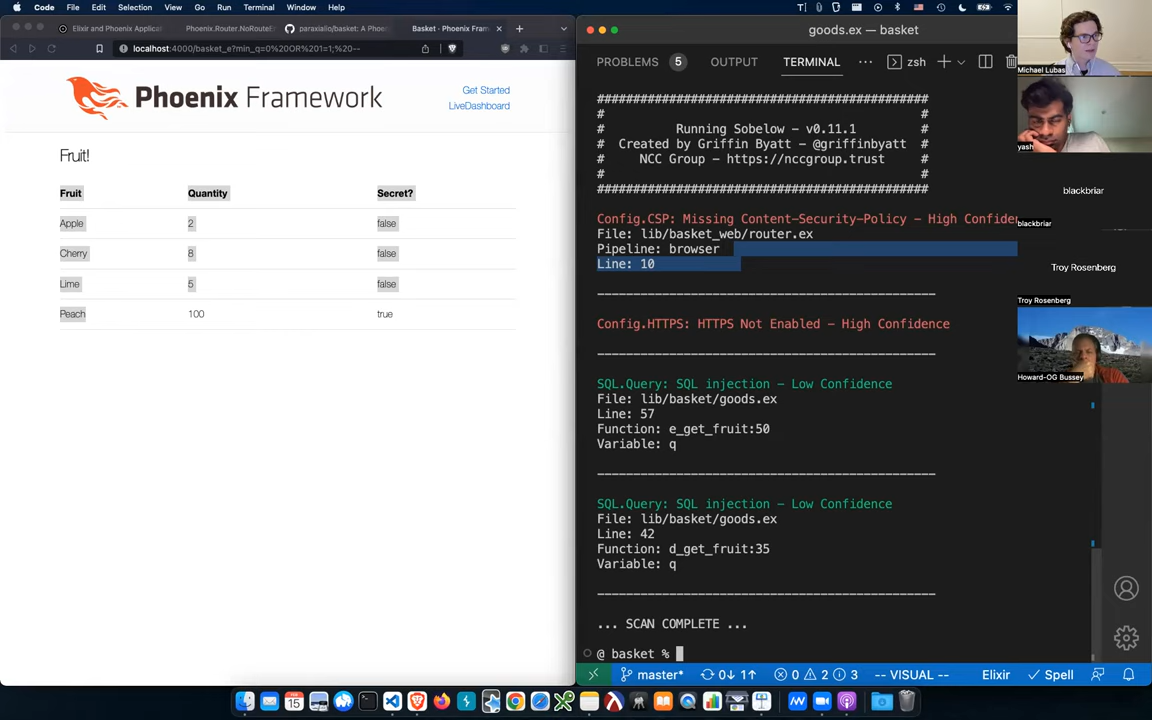 Code File Edit Selection View Go Run Terminal Window Help
FEB 15
Elixir and Phoenix Applica
Phoenix.Router.NoRouteE
paraxialio/basket: A Phoe
Basket · Phoenix Fram
localhost:4000/basket_e?min_q=0%20OR%201=1;%20--
Phoenix Framework
Get Started
LiveDashboard
Fruit!
Fruit Quantity Secret?
Apple 2 false
Cherry 8 false
Lime 5 false
Peach 100 true
goods.ex — basket
PROBLEMS 5 OUTPUT TERMINAL ··· zsh
##############################################
# #
# Running Sobelow - v0.11.1 #
# Created by Griffin Byatt - @griffinbyatt #
# NCC Group - https://nccgroup.trust #
# #
##############################################
Config.CSP: Missing Content-Security-Policy - High Confider
File: lib/basket_web/router.ex
Pipeline: browser
Line: 10
Config.HTTPS: HTTPS Not Enabled - High Confidence
SQL.Query: SQL injection - Low Confidence
File: lib/basket/goods.ex
Line: 57
Function: e_get_fruit:50
Variable: q
SQL.Query: SQL injection - Low Confidence
File: lib/basket/goods.ex
Line: 42
Function: d_get_fruit:35
Variable: q
... SCAN COMPLETE ...
@ basket %
master* 0↓ 1↑ 0 2 3 -- VISUAL -- Elixir Spell
Michael Lubas
yash
blackbriar
blackbriar
Troy Rosenberg
Troy Rosenberg
Howard-OG Bussey